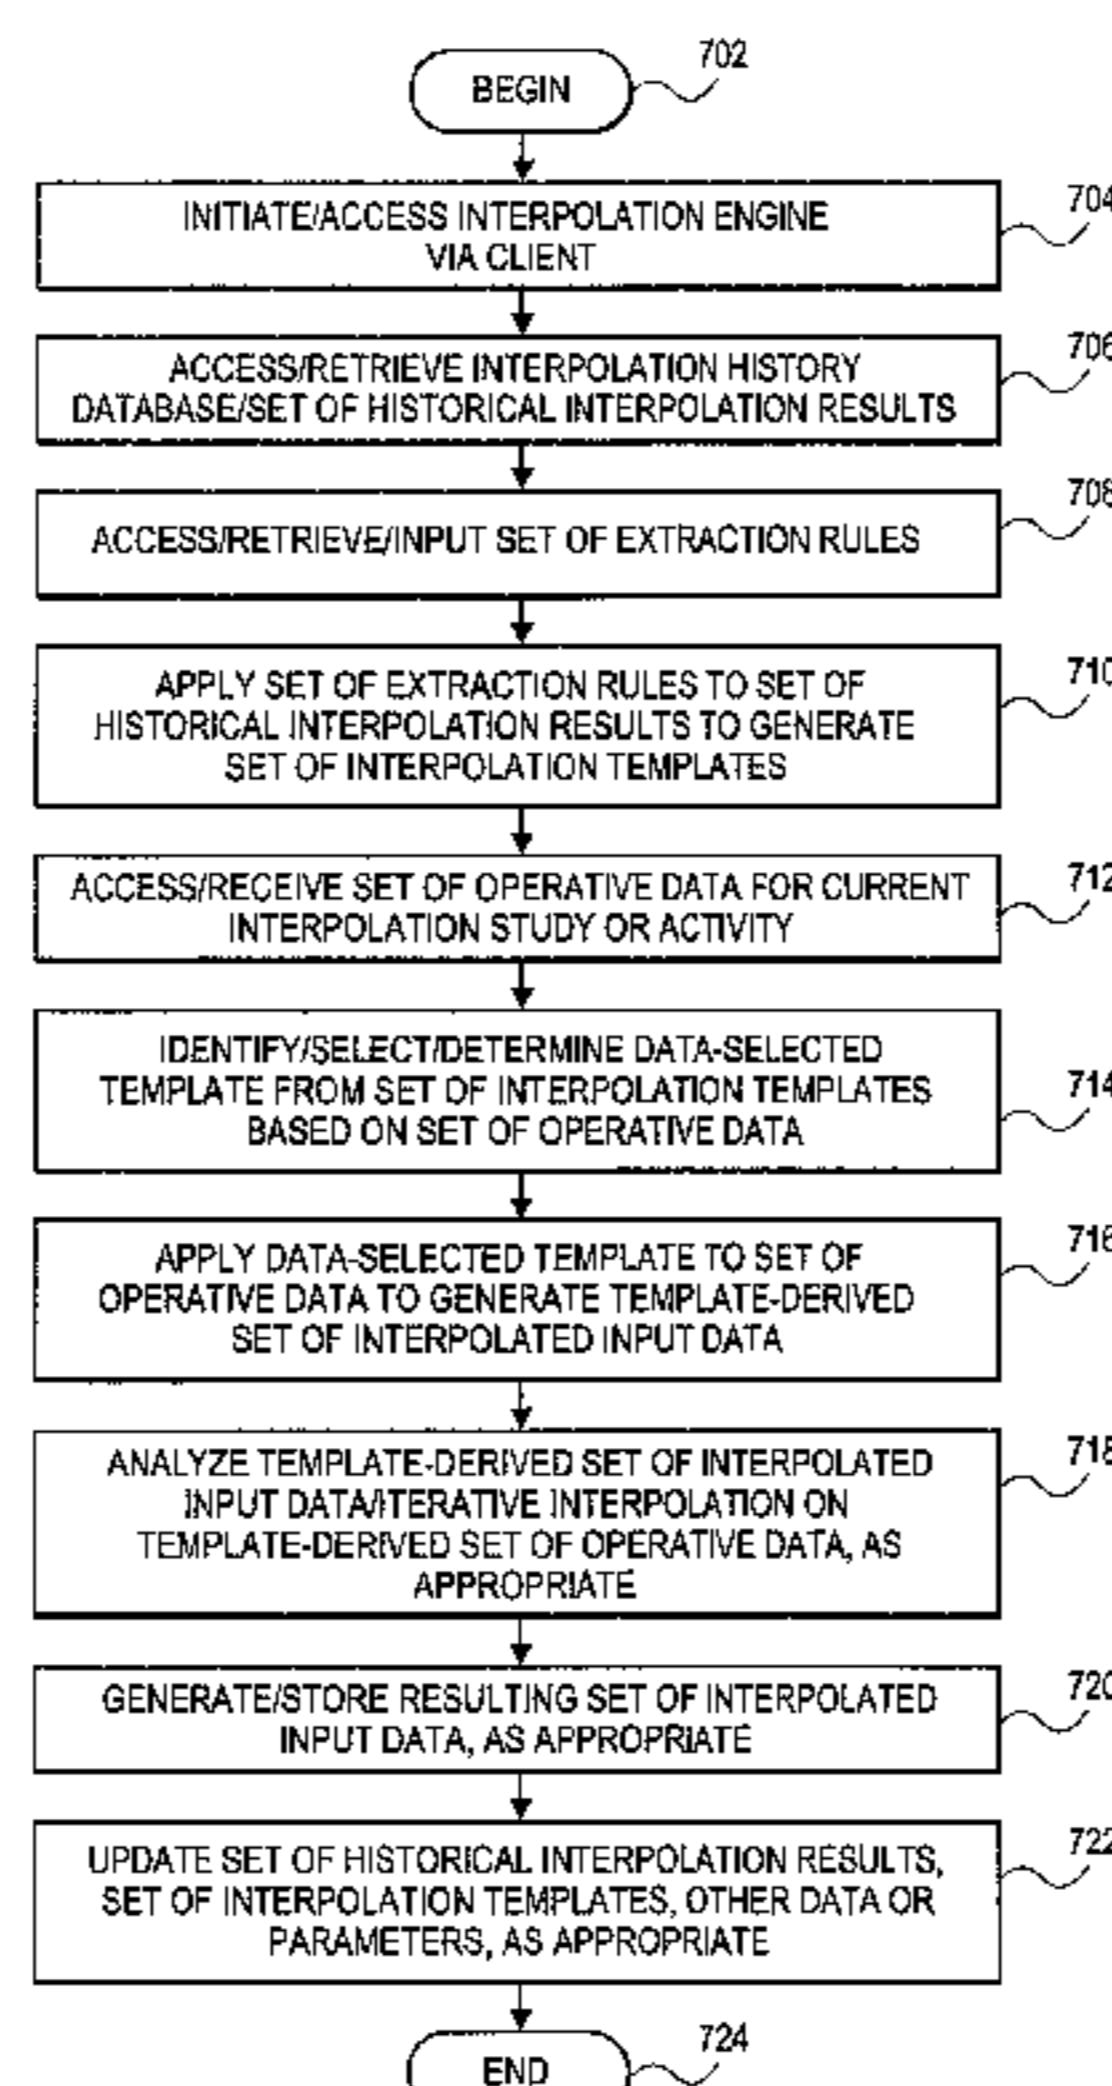 702
BEGIN
704
INITIATE/ACCESS INTERPOLATION ENGINE
VIA CLIENT
706
ACCESS/RETRIEVE INTERPOLATION HISTORY
DATABASE/SET OF HISTORICAL INTERPOLATION RESULTS
708
ACCESS/RETRIEVE/INPUT SET OF EXTRACTION RULES
710
APPLY SET OF EXTRACTION RULES TO SET OF
HISTORICAL INTERPOLATION RESULTS TO GENERATE
SET OF INTERPOLATION TEMPLATES
712
ACCESS/RECEIVE SET OF OPERATIVE DATA FOR CURRENT
INTERPOLATION STUDY OR ACTIVITY
IDENTIFY/SELECT/DETERMINE DATA-SELECTED
TEMPLATE FROM SET OF INTERPOLATION TEMPLATES
BASED ON SET OF OPERATIVE DATA
714
716
APPLY DATA-SELECTED TEMPLATE TO SET OF
OPERATIVE DATA TO GENERATE TEMPLATE-DERIVED
SET OF INTERPOLATED INPUT DATA
718
ANALYZE TEMPLATE-DERIVED SET OF INTERPOLATED
INPUT DATA/ITERATIVE INTERPOLATION ON
TEMPLATE-DERIVED SET OF OPERATIVE DATA, AS
APPROPRIATE
720
GENERATE/STORE RESULTING SET OF INTERPOLATED
INPUT DATA, AS APPROPRIATE
722
UPDATE SET OF HISTORICAL INTERPOLATION RESULTS,
SET OF INTERPOLATION TEMPLATES, OTHER DATA OR
PARAMETERS, AS APPROPRIATE
724
END